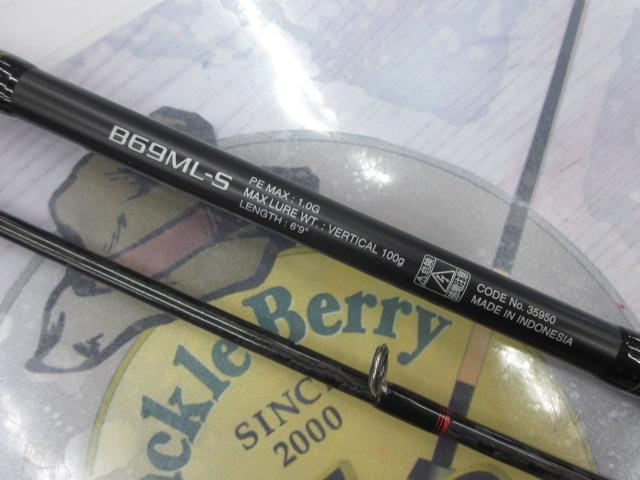 B69ML-S
PE MAX : 1.0G
MAX LURE WT. : VERTICAL 100g
LENGTH : 6'9"
CODE No. 35950
MADE IN INDONESIA
ckle Berry
SINC
2000